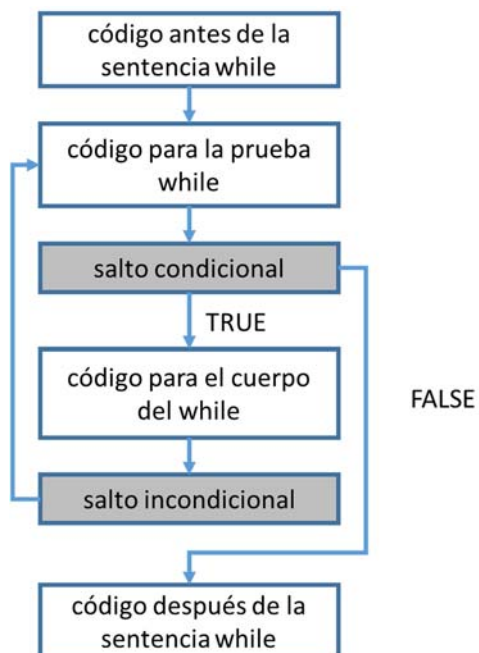 código antes de la
sentencia while
código para la prueba
while
salto condicional
TRUE
código para el cuerpo
del while
FALSE
salto incondicional
código después de la
sentencia while